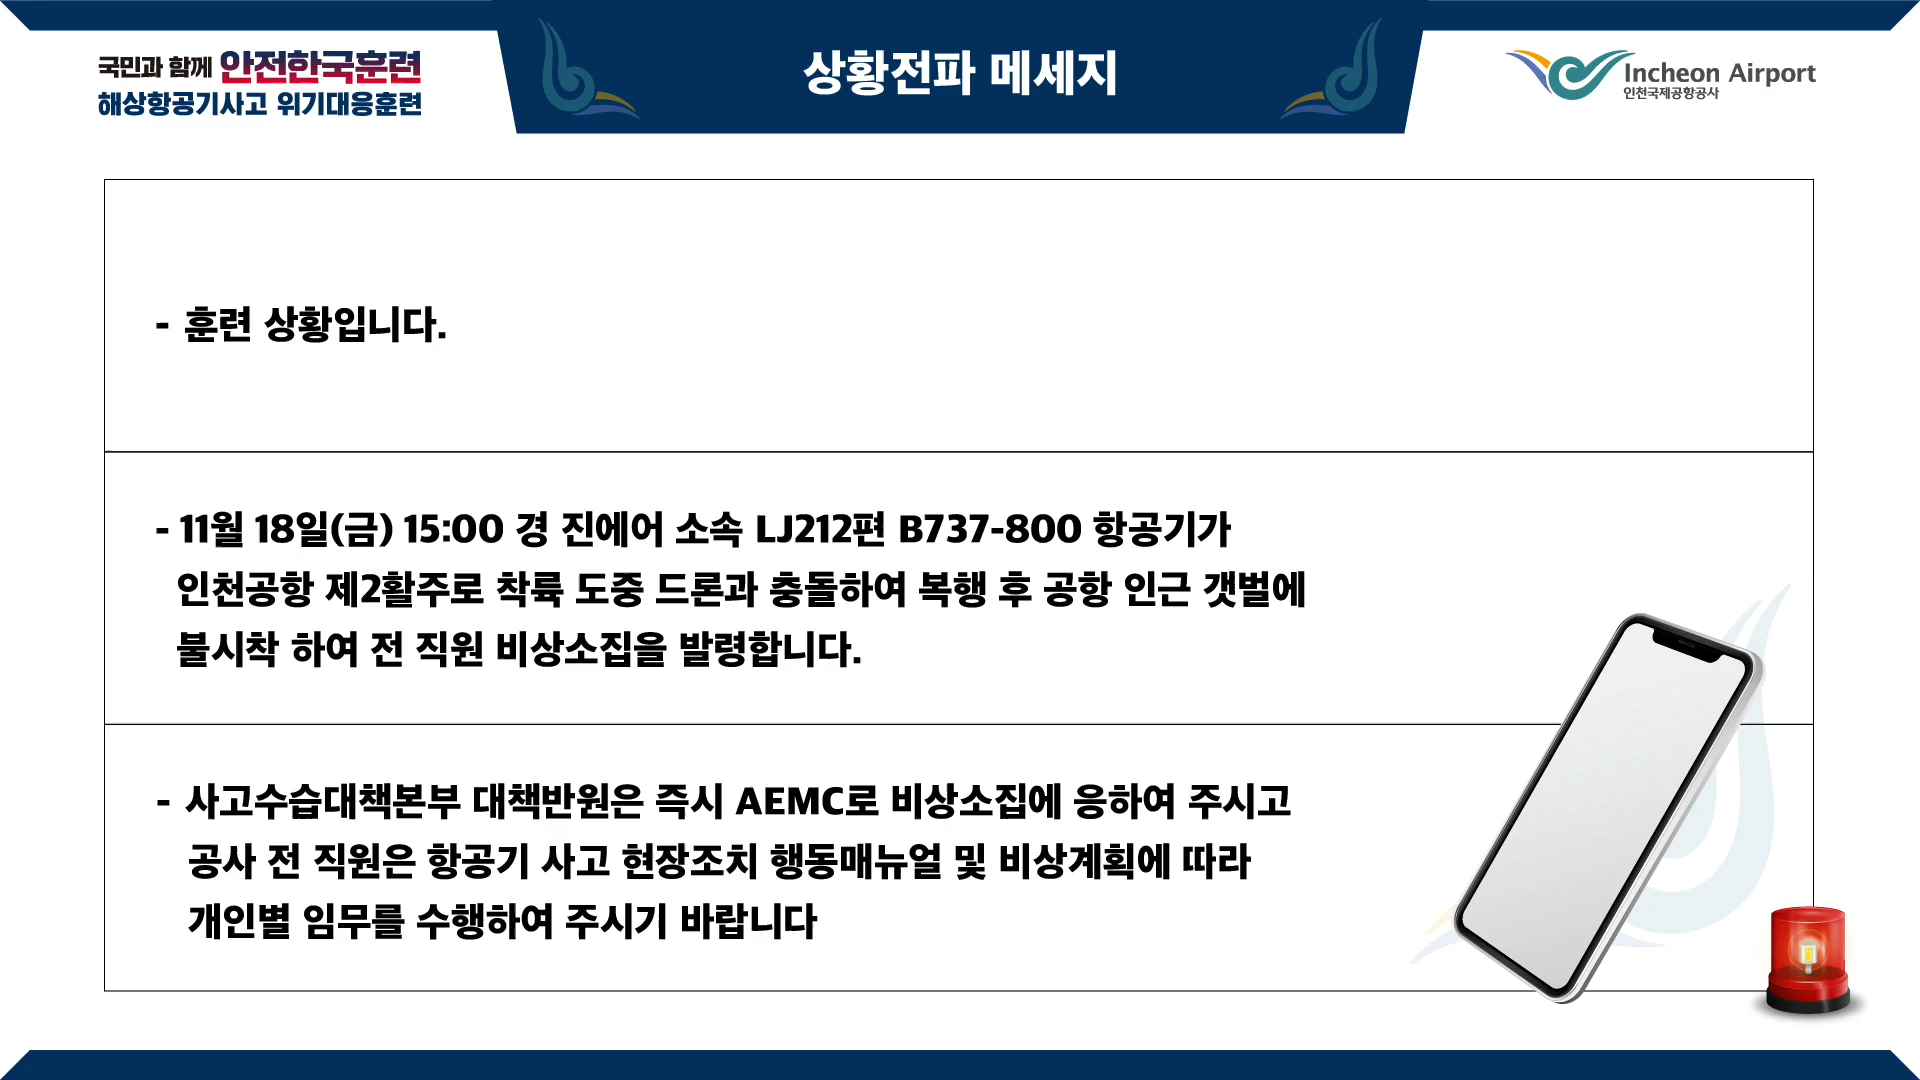 국민과 함께 안전한국훈련
해상항공기사고 위기대응훈련
상황전파 메세지
Incheon Airport
인천국제공항공사
- 훈련 상황입니다.
- 11월 18일(금) 15:00 경 진에어 소속 LJ212편 B737-800 항공기가
인천공항 제2활주로 착륙 도중 드론과 충돌하여 복행 후 공항 인근 갯벌에
불시착 하여 전 직원 비상소집을 발령합니다.
- 사고수습대책본부 대책반원은 즉시 AEMC로 비상소집에 응하여 주시고
공사 전 직원은 항공기 사고 현장조치 행동매뉴얼 및 비상계획에 따라
개인별 임무를 수행하여 주시기 바랍니다